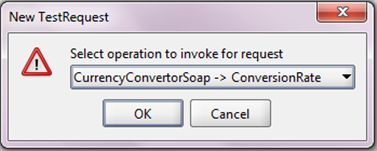 New TestRequest
Select operation to invoke for request
CurrencyConvertorSoap -> ConversionRate
OK Cancel